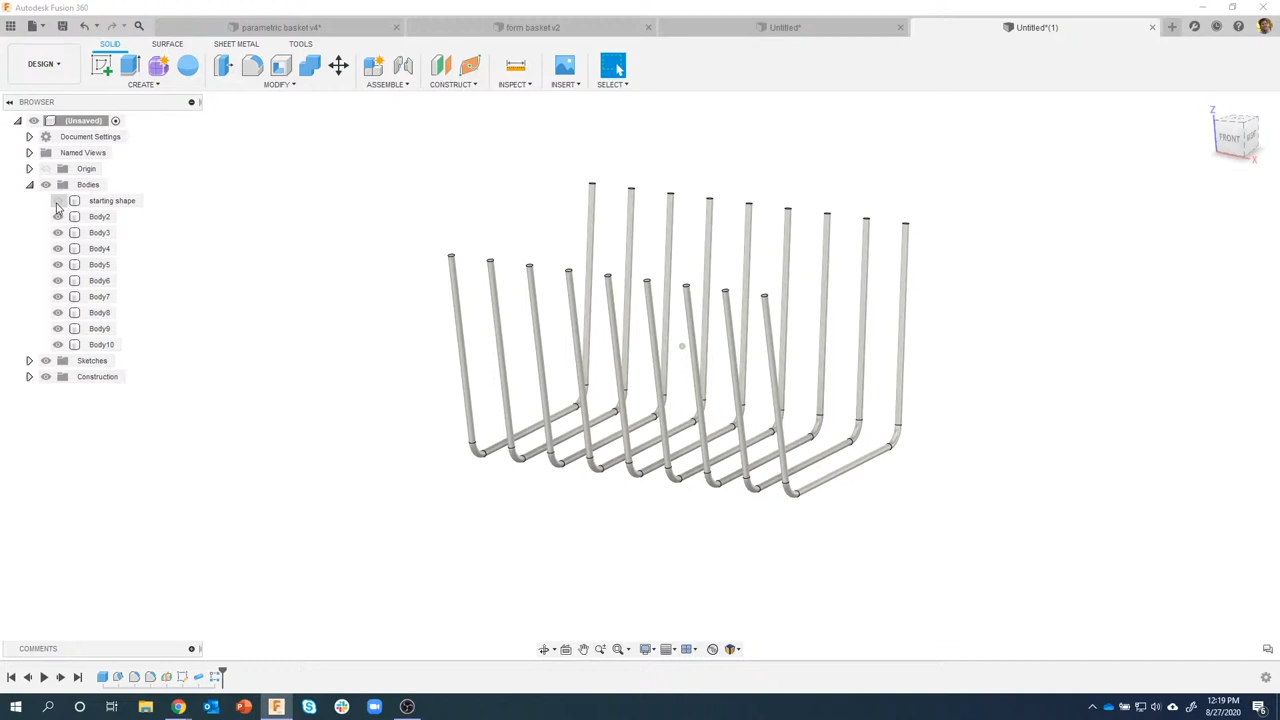 Autodesk Fusion 360
parametric basket v4*
form basket v2
Untitled*
Untitled*(1)
SOLID
SURFACE
SHEET METAL
TOOLS
DESIGN
CREATE
MODIFY
ASSEMBLE
CONSTRUCT
INSPECT
INSERT
SELECT
BROWSER
(Unsaved)
Document Settings
Named Views
Origin
Bodies
starting shape
Body2
Body3
Body4
Body5
Body6
Body7
Body8
Body9
Body10
Sketches
Construction
Z
FRONT
X
COMMENTS
12:19 PM
8/27/2020